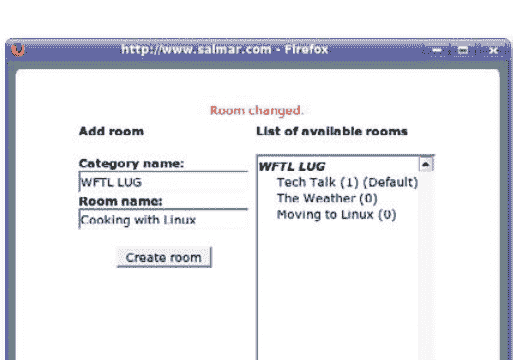 http://www.salmar.com - Firefox
Room changed.
Add room
List of available rooms
Category name:
WFTL LUG
Room name:
Cooking with Linux
Create room
WFTL LUG
Tech Talk (1) (Default)
The Weather (0)
Moving to Linux (0)